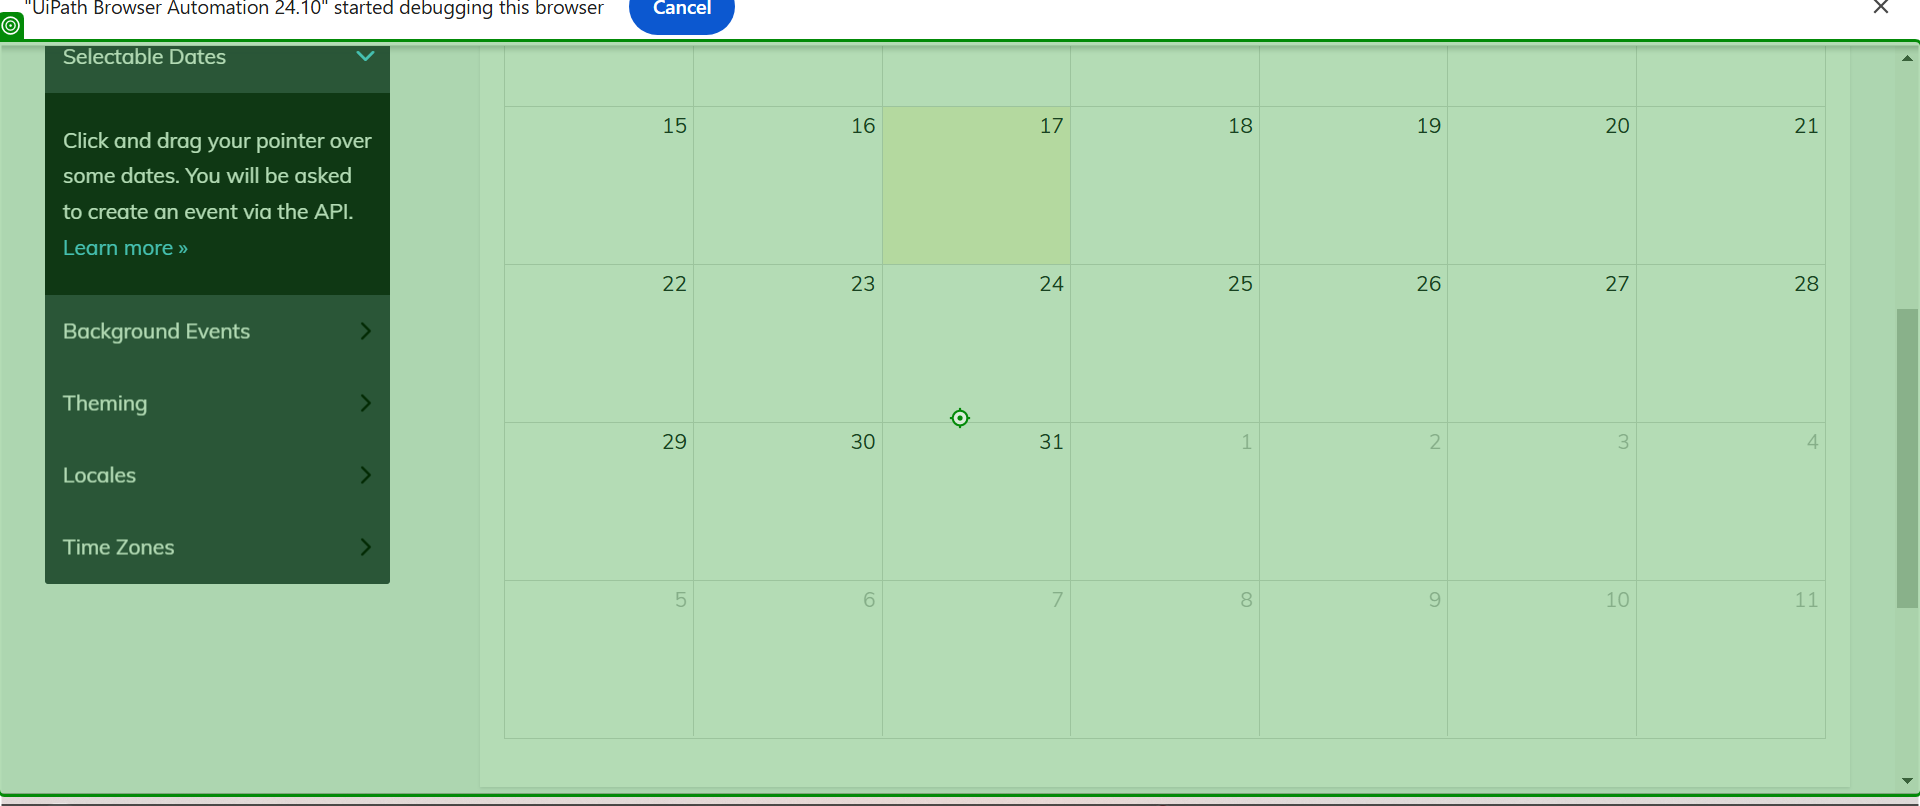 "UiPath Browser Automation 24.10" started debugging this browser
Cancel
Selectable Dates
Click and drag your pointer over
some dates. You will be asked
to create an event via the API.
Learn more »
Background Events
Theming
Locales
Time Zones
15 16 17 18 19 20 21
22 23 24 25 26 27 28
29 30 31 1 2 3 4
5 6 7 8 9 10 11